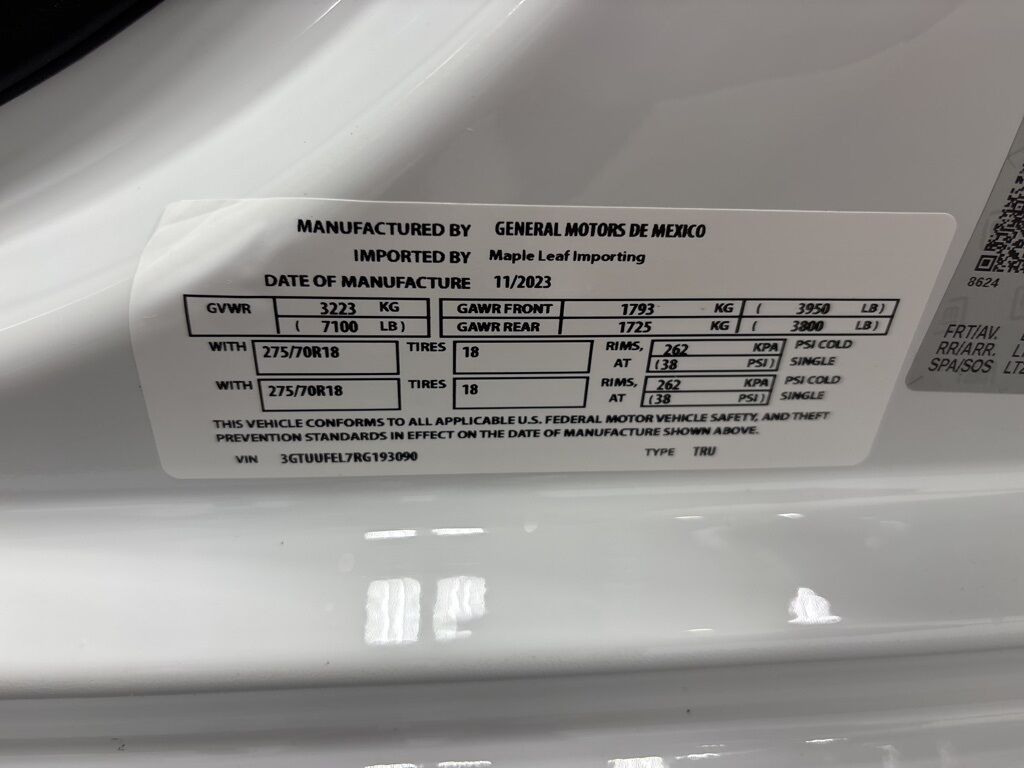 MANUFACTURED BY GENERAL MOTORS DE MEXICO
IMPORTED BY Maple Leaf Importing
DATE OF MANUFACTURE 11/2023
GVWR 3223 KG GAWR FRONT 1793 KG ( 3950 LB)
( 7100 LB) GAWR REAR 1725 KG ( 3800 LB)
WITH 275/70R18 TIRES 18 RIMS, 262 KPA PSI COLD
AT (38 PSI) SINGLE
WITH 275/70R18 TIRES 18 RIMS, 262 KPA PSI COLD
AT (38 PSI) SINGLE
THIS VEHICLE CONFORMS TO ALL APPLICABLE U.S. FEDERAL MOTOR VEHICLE SAFETY, AND THEFT
PREVENTION STANDARDS IN EFFECT ON THE DATE OF MANUFACTURE SHOWN ABOVE.
VIN 3GTUUFEL7RG193090 TYPE TRU
8624
FRT/AV.
RR/ARR.
SPA/SOS LTZ